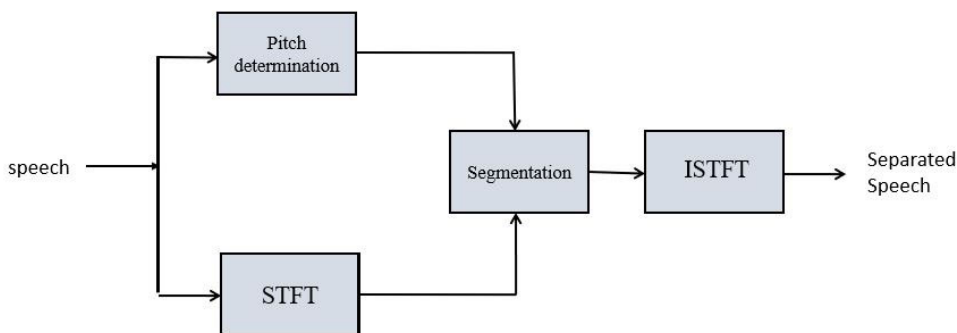 Pitch
determination
speech
Segmentation
ISTFT
Separated
Speech
STFT